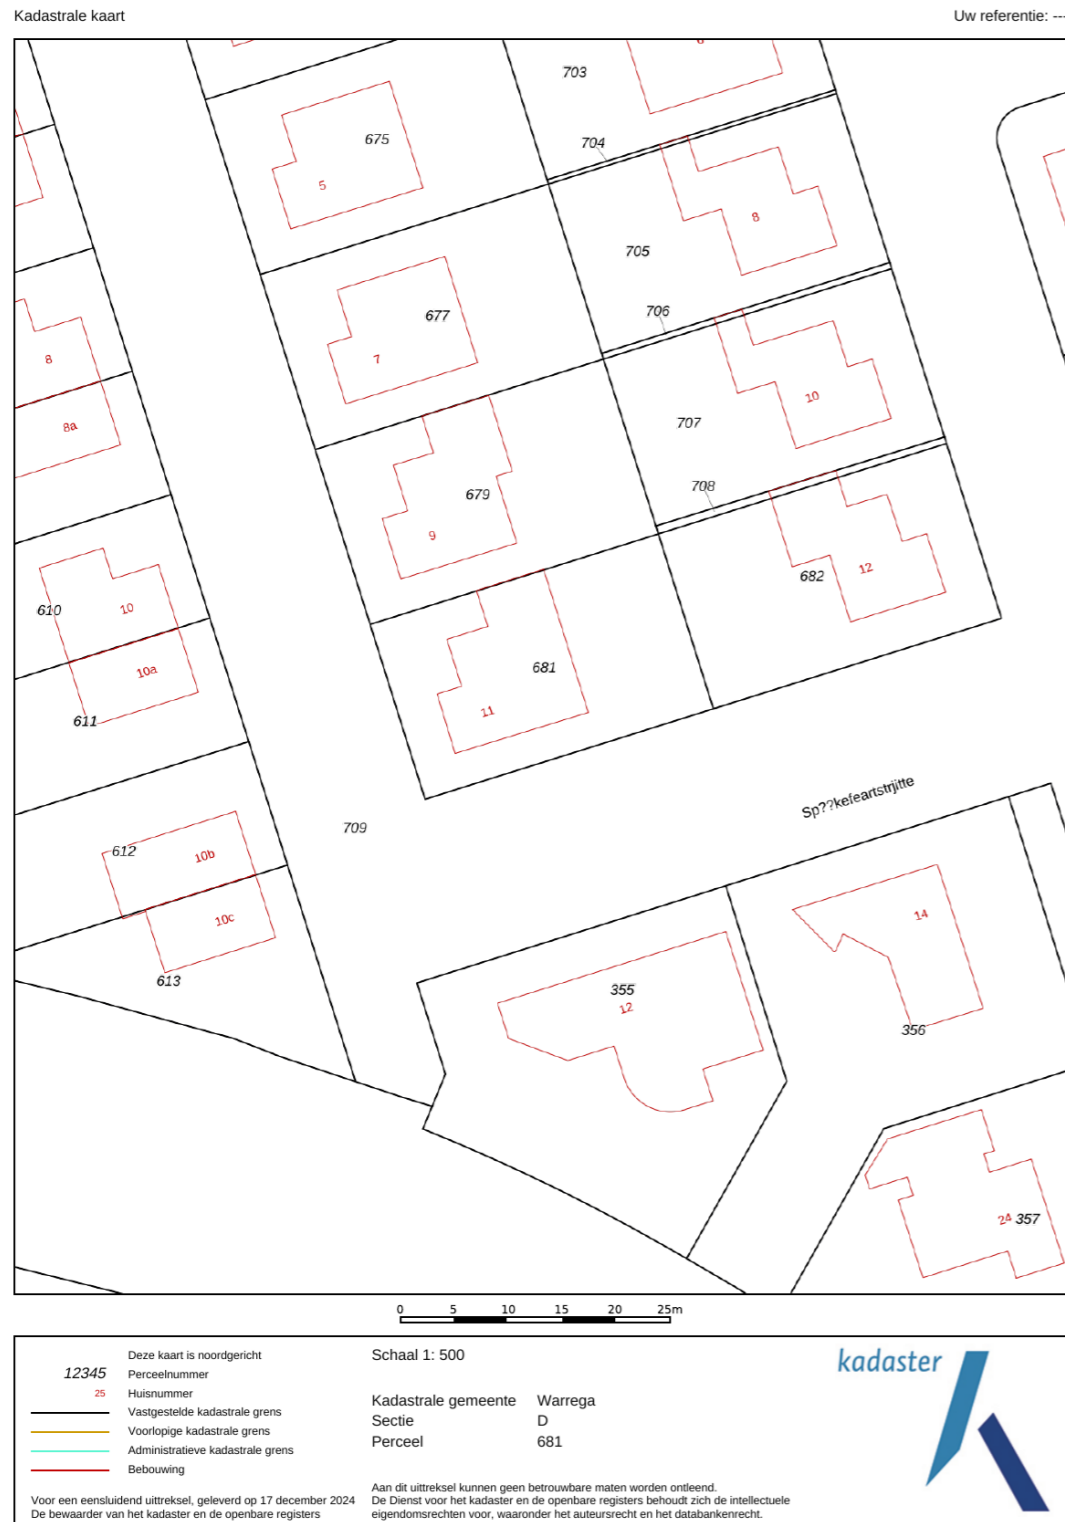 Kadastrale kaart
Uw referentie: ---
703
675
704
5
8
705
677
706
7
8
10
707
8a
679
708
9
682
12
610
10
681
10a
11
611
Sp??kefeartstrjitte
709
612
10b
14
10c
613
355
12
356
24
357
0 5 10 15 20 25m
Deze kaart is noordgericht
12345 Perceelnummer
25 Huisnummer
Vastgestelde kadastrale grens
Voorlopige kadastrale grens
Administratieve kadastrale grens
Bebouwing
Voor een eensluidend uittreksel, geleverd op 17 december 2024
De bewaarder van het kadaster en de openbare registers
Schaal 1: 500
Kadastrale gemeente Warrega
Sectie D
Perceel 681
Aan dit uittreksel kunnen geen betrouwbare maten worden ontleend.
De Dienst voor het kadaster en de openbare registers behoudt zich de intellectuele
eigendomsrechten voor, waaronder het auteursrecht en het databankenrecht.
kadaster